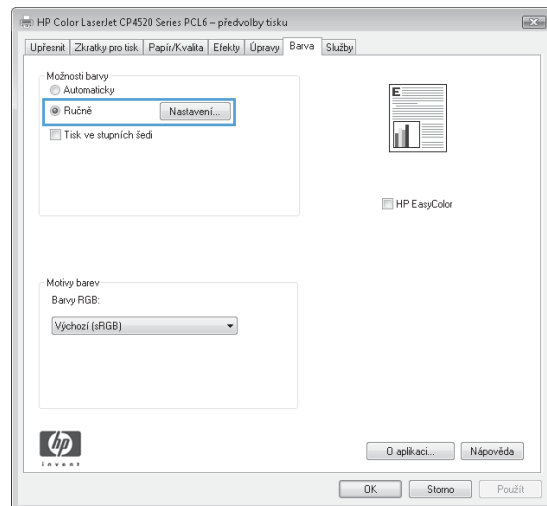 HP Color LaserJet CP4520 Series PCL6 – předvolby tisku
Upřesnit Zkratky pro tisk Papír/Kvalita Efekty Úpravy Barva Služby
Možnosti barvy
Automaticky
Ručně Nastavení...
Tisk ve stupních šedi
E
HP EasyColor
Motivy barev
Barvy RGB:
Výchozí (sRGB)
hp
invent
O aplikaci... Nápověda
OK Storno Použít